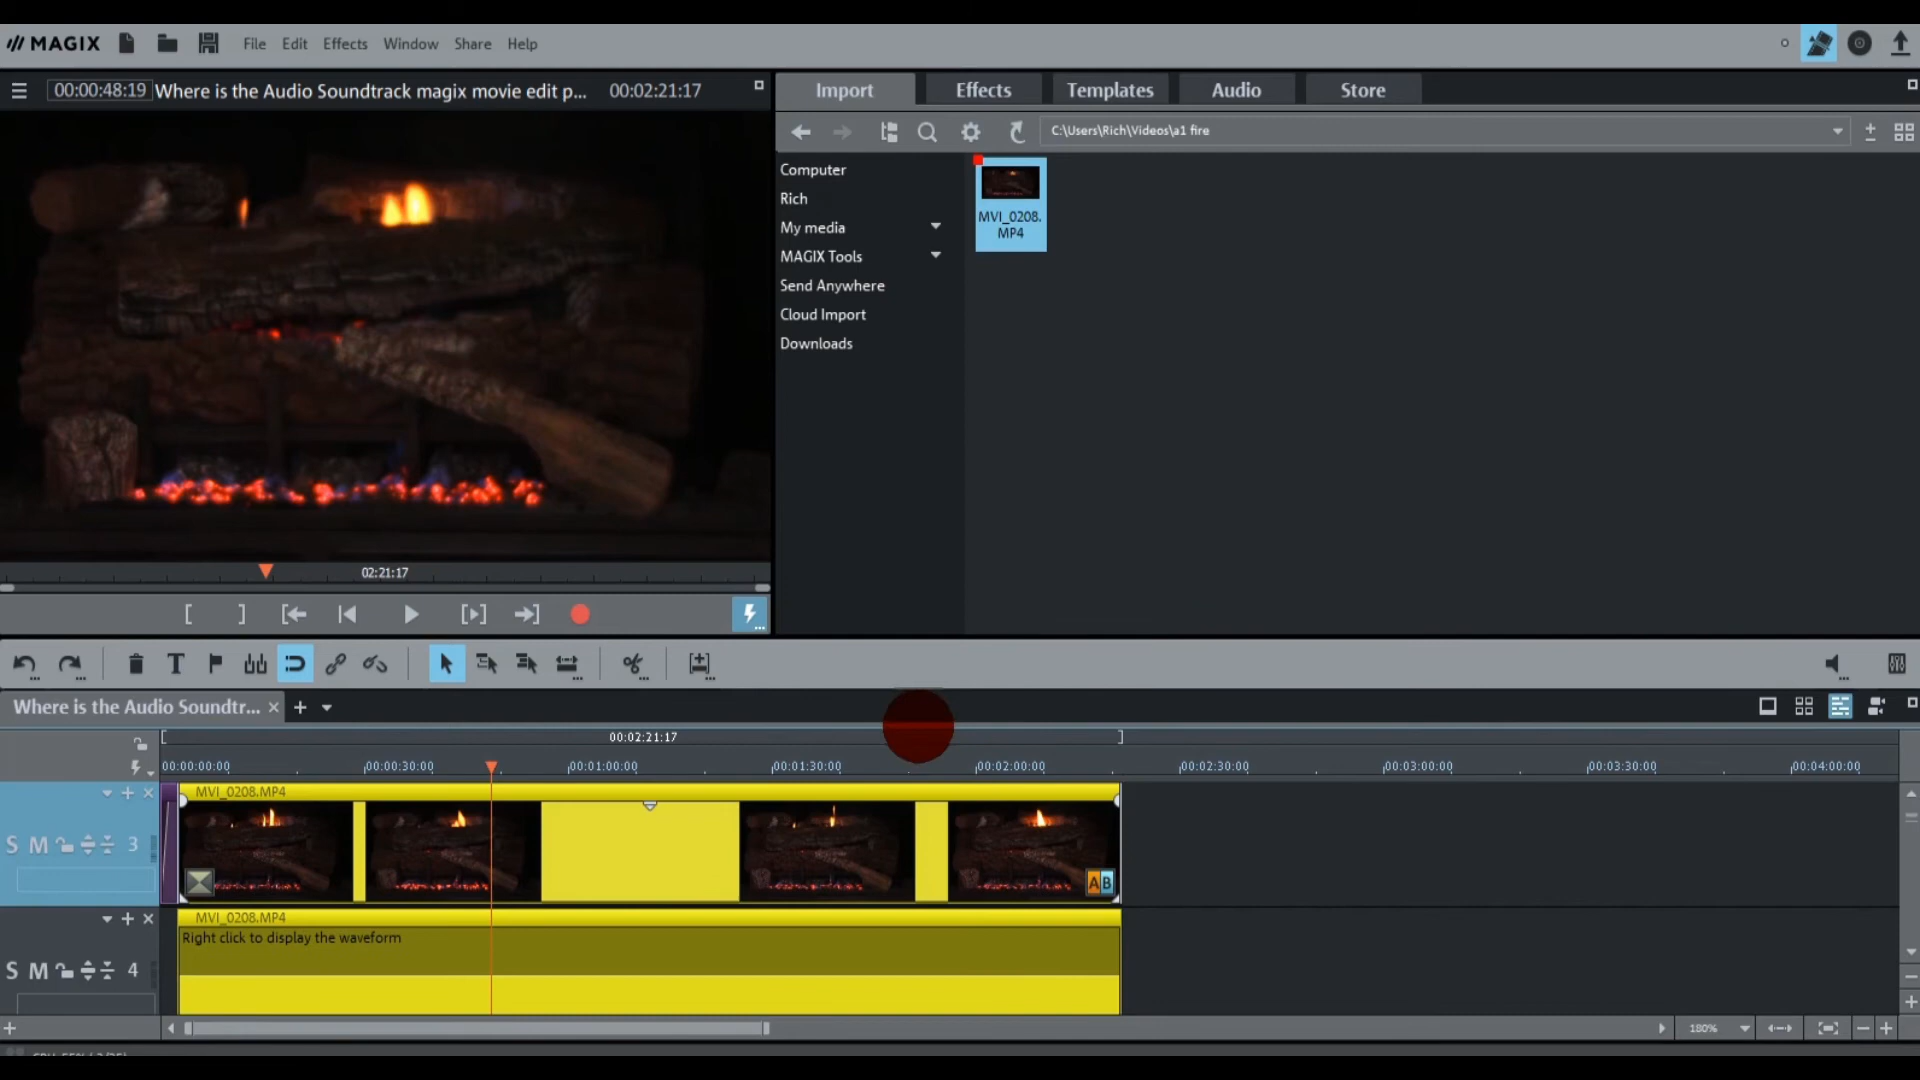 MAGIX File Edit Effects Window Share Help
00:00:48:19 Where is the Audio Soundtrack magix movie edit p... 00:02:21:17
Import Effects Templates Audio Store
C:\Users\Rich\Videos\a1 fire
Computer
Rich
My media
MAGIX Tools
Send Anywhere
Cloud Import
Downloads
MVI_0208.
MP4
02:21:17
Where is the Audio Soundtr...
00:02:21:17
00:00:00:00 00:00:30:00 00:01:00:00 00:01:30:00 00:02:00:00 00:02:30:00 00:03:00:00 00:03:30:00 00:04:00:00
MVI_0208.MP4
S M 3
AB
MVI_0208.MP4
Right click to display the waveform
S M 4
180%